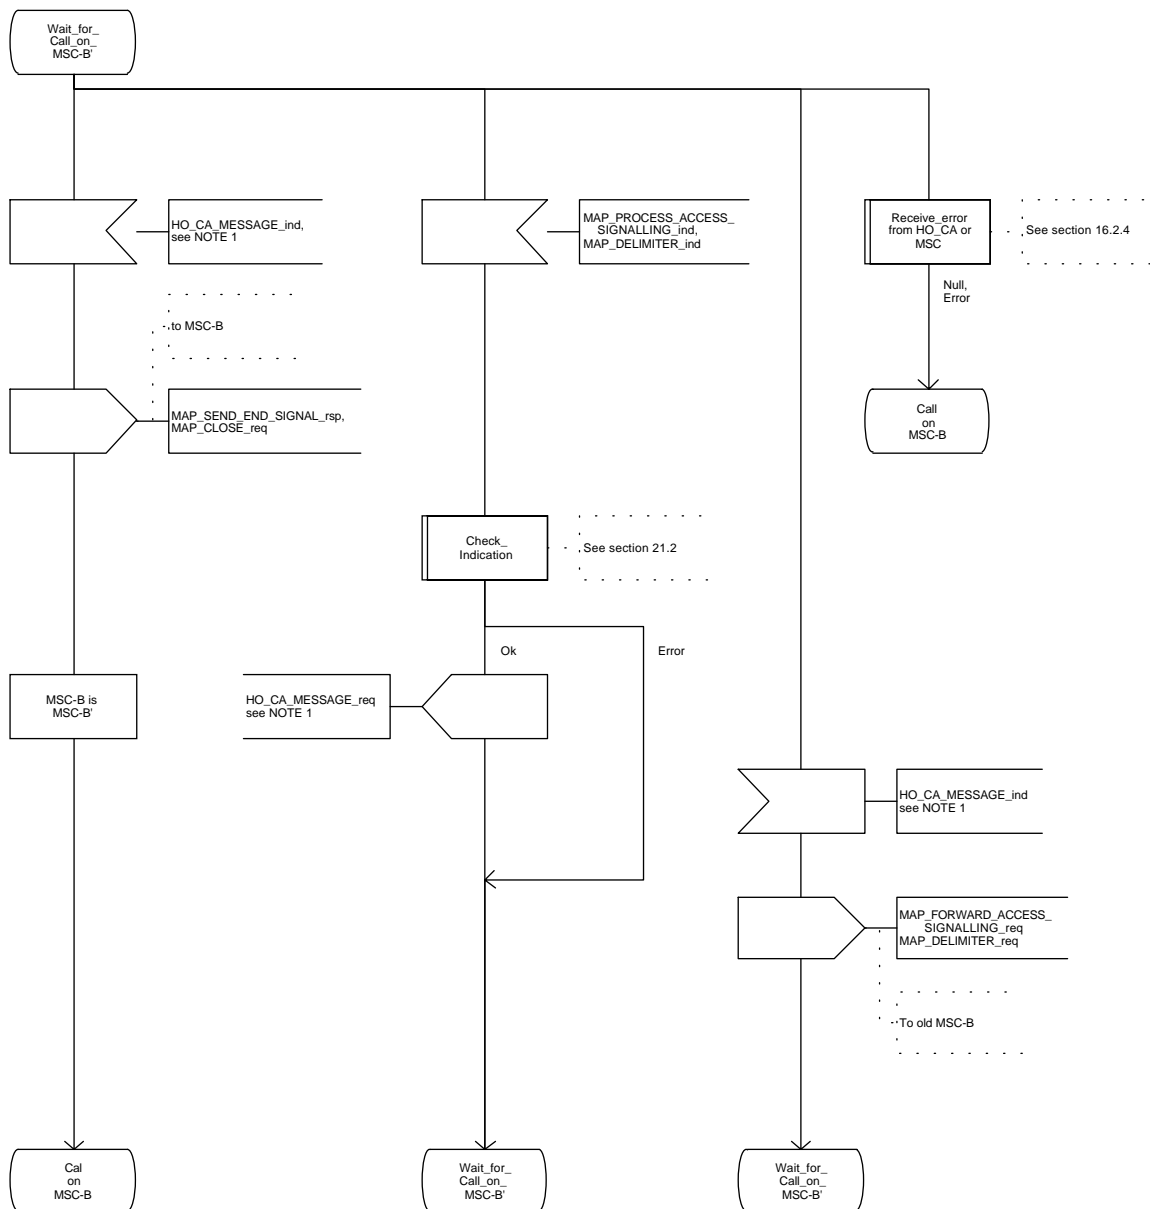 Wait_for_
Call_on_
MSC-B'
HO_CA_MESSAGE_ind,
see NOTE 1
MAP_PROCESS_ACCESS_
SIGNALLING_ind,
MAP_DELIMITER_ind
Receive_error
from HO_CA or
MSC
See section 16.2.4
Null,
Error
to MSC-B
MAP_SEND_END_SIGNAL_rsp,
MAP_CLOSE_req
Call
on
MSC-B
Check_
Indication
See section 21.2
Ok
Error
MSC-B is
MSC-B'
HO_CA_MESSAGE_req
see NOTE 1
HO_CA_MESSAGE_ind
see NOTE 1
MAP_FORWARD_ACCESS_
SIGNALLING_req
MAP_DELIMITER_req
To old MSC-B
Cal
on
MSC-B
Wait_for_
Call_on_
MSC-B'
Wait_for_
Call_on_
MSC-B'